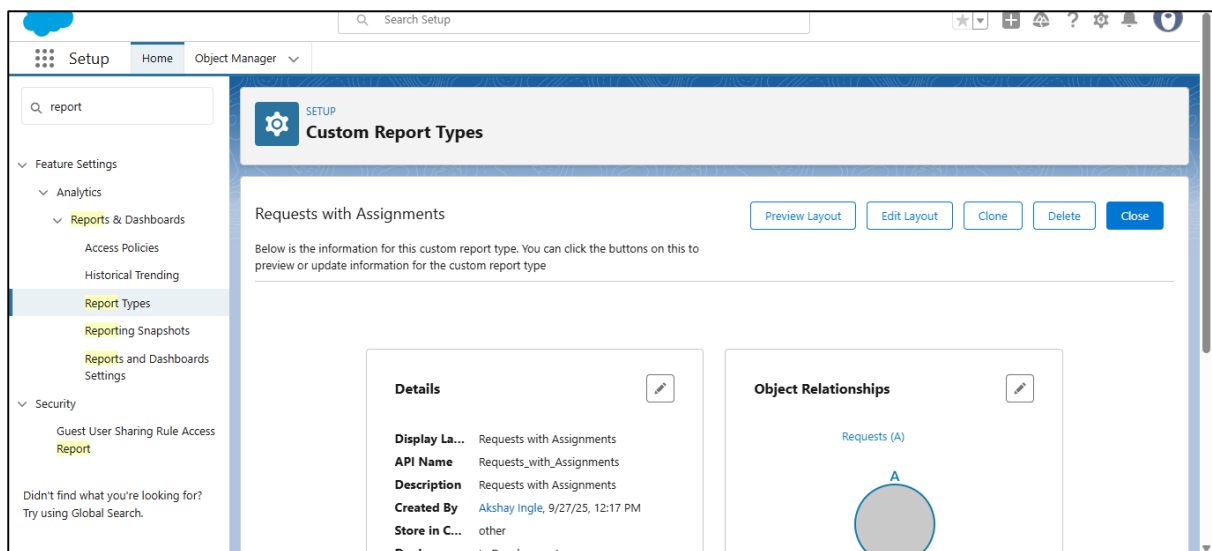 Search Setup
Setup
Home
Object Manager
report
Feature Settings
Analytics
Reports & Dashboards
Access Policies
Historical Trending
Report Types
Reporting Snapshots
Reports and Dashboards
Settings
Security
Guest User Sharing Rule Access
Report
Didn't find what you're looking for?
Try using Global Search.
SETUP
Custom Report Types
Requests with Assignments
Preview Layout
Edit Layout
Clone
Delete
Close
Below is the information for this custom report type. You can click the buttons on this to
preview or update information for the custom report type
Details
Display La... Requests with Assignments
API Name Requests_with_Assignments
Description Requests with Assignments
Created By Akshay Ingle, 9/27/25, 12:17 PM
Store in C... other
Object Relationships
Requests (A)
A